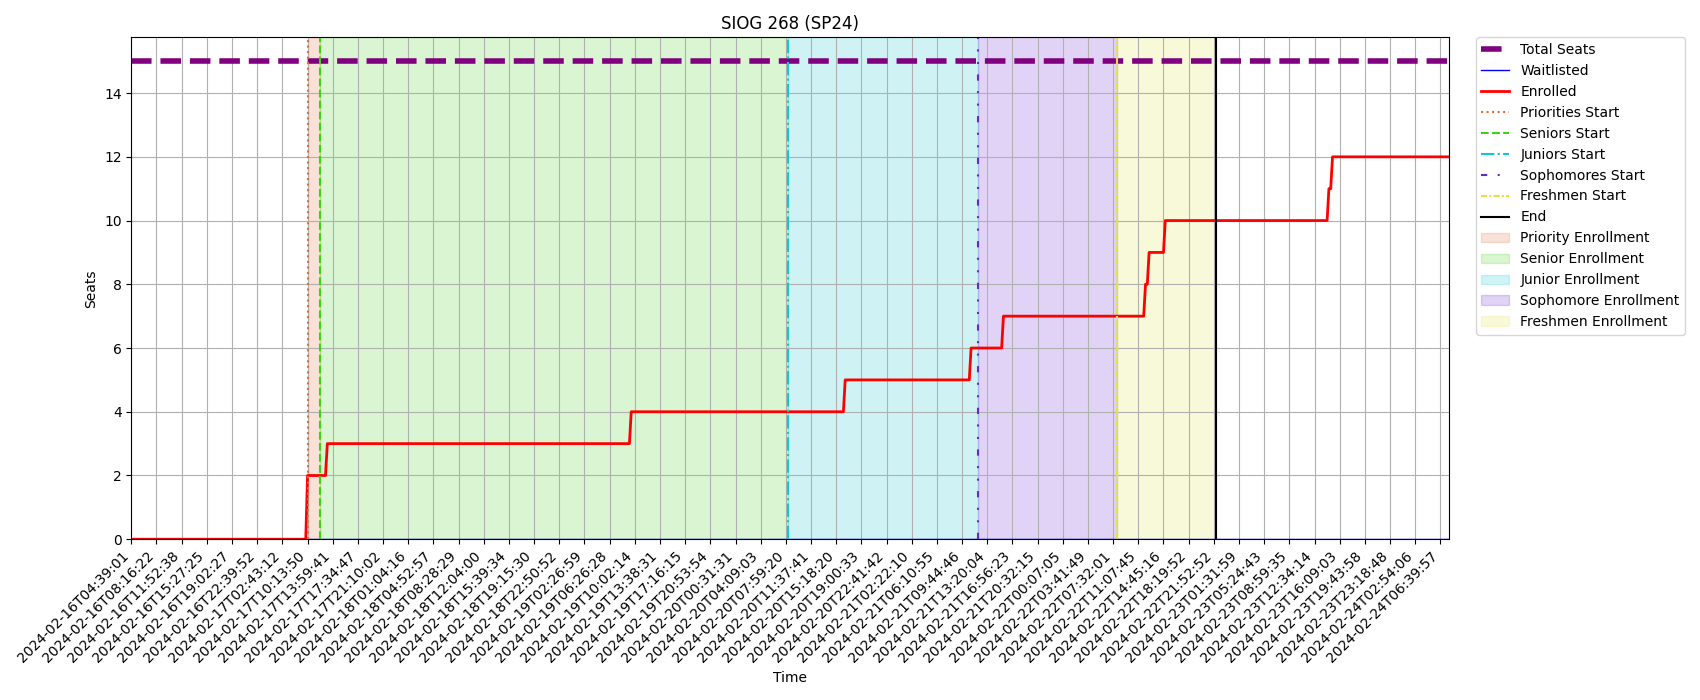 SIOG 268 (SP24)
Seats
14
12
10
8
6
4
2
0
2024-02-16T04:39:01
2024-02-16T08:16:22
2024-02-16T11:52:38
2024-02-16T15:27:25
2024-02-16T19:02:27
2024-02-16T22:39:52
2024-02-17T02:43:12
2024-02-17T10:13:50
2024-02-17T13:59:41
2024-02-17T17:34:47
2024-02-17T21:10:02
2024-02-18T01:04:16
2024-02-18T04:52:57
2024-02-18T08:28:29
2024-02-18T12:04:00
2024-02-18T15:39:34
2024-02-18T19:15:30
2024-02-18T22:50:52
2024-02-19T02:26:59
2024-02-19T06:26:28
2024-02-19T10:02:14
2024-02-19T13:38:31
2024-02-19T17:16:15
2024-02-19T20:53:54
2024-02-20T00:31:31
2024-02-20T04:09:03
2024-02-20T07:59:20
2024-02-20T11:37:41
2024-02-20T15:18:20
2024-02-20T19:00:33
2024-02-20T22:41:42
2024-02-21T02:22:10
2024-02-21T06:10:55
2024-02-21T09:44:46
2024-02-21T13:20:04
2024-02-21T16:56:23
2024-02-21T20:32:15
2024-02-22T00:07:05
2024-02-22T03:41:49
2024-02-22T07:32:01
2024-02-22T11:07:45
2024-02-22T14:45:16
2024-02-22T18:19:52
2024-02-22T21:52:52
2024-02-23T01:31:59
2024-02-23T05:24:43
2024-02-23T08:59:35
2024-02-23T12:34:14
2024-02-23T16:09:03
2024-02-23T19:43:58
2024-02-23T23:18:48
2024-02-24T02:54:06
2024-02-24T06:39:57
Time
Total Seats
Waitlisted
Enrolled
Priorities Start
Seniors Start
Juniors Start
Sophomores Start
Freshmen Start
End
Priority Enrollment
Senior Enrollment
Junior Enrollment
Sophomore Enrollment
Freshmen Enrollment